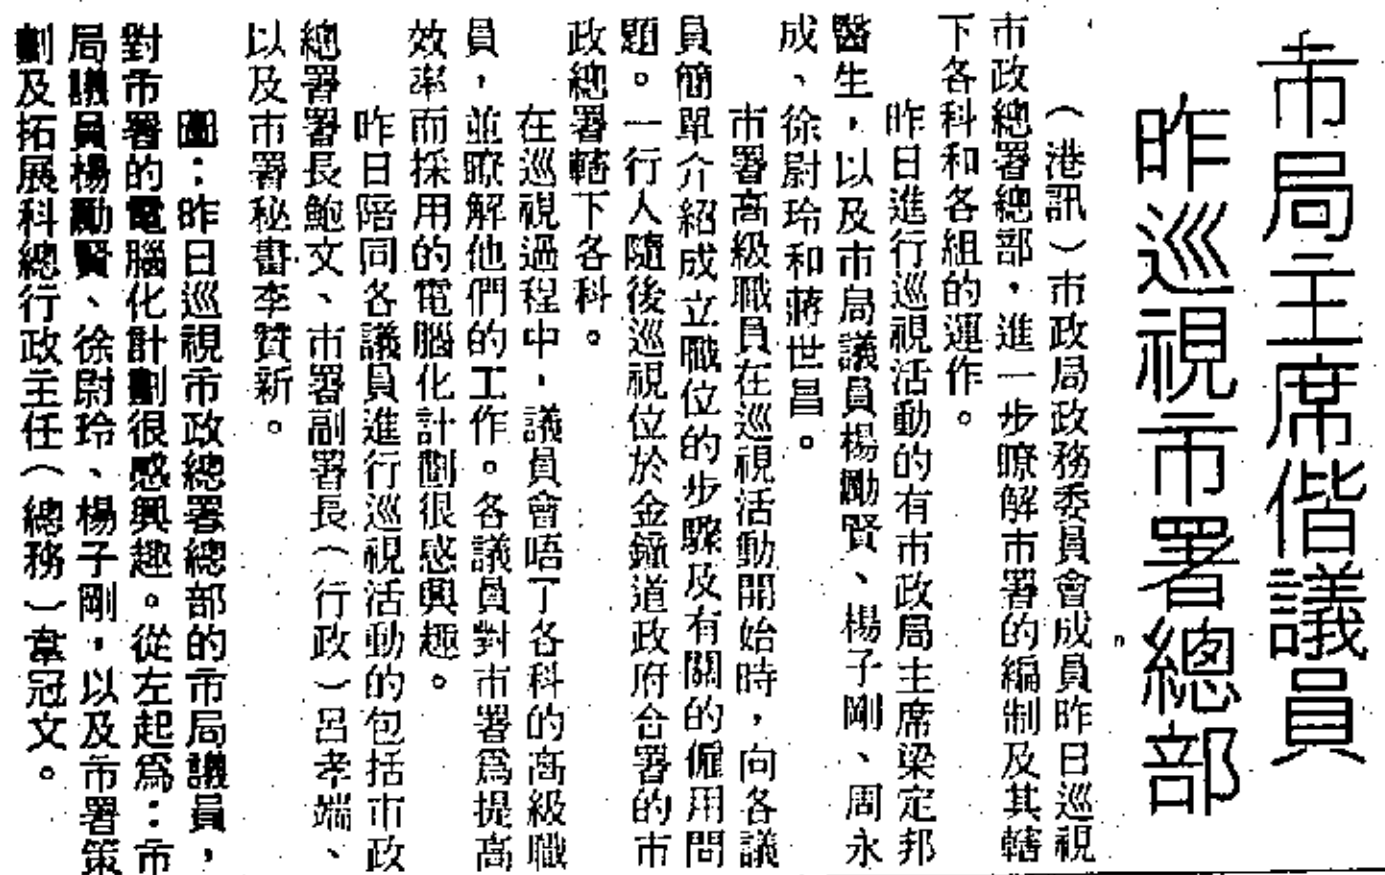 市局主席偕議員
昨巡視市署總部
（港訊）市政局政務委員會成員昨日巡視
市政總署總部，進一步瞭解市署的編制及其轄
下各科和各組的運作。
昨日進行巡視活動的有市政局主席梁定邦
醫生，以及市局議員楊勵賢、楊子剛、周永
成、徐尉玲和蔣世昌。
市署高級職員在巡視活動開始時，向各議
員簡單介紹成立職位的步驟及有關的僱用問
題。一行人隨後巡視位於金鐘道政府合署的市
政總署轄下各科。
在巡視過程中，議員會晤了各科的高級職
員，並瞭解他們的工作。各議員對市署爲提高
效率而採用的電腦化計劃很感興趣。
昨日陪同各議員進行巡視活動的包括市政
總署署長鮑文、市署副署長（行政）呂孝端、
以及市署秘書李贊新。
圖：昨日巡視市政總署總部的市局議員，
對市署的電腦化計劃很感興趣。從左起爲：市
局議員楊勵賢、徐尉玲、楊子剛，以及市署策
劃及拓展科總行政主任（總務）韋冠文。